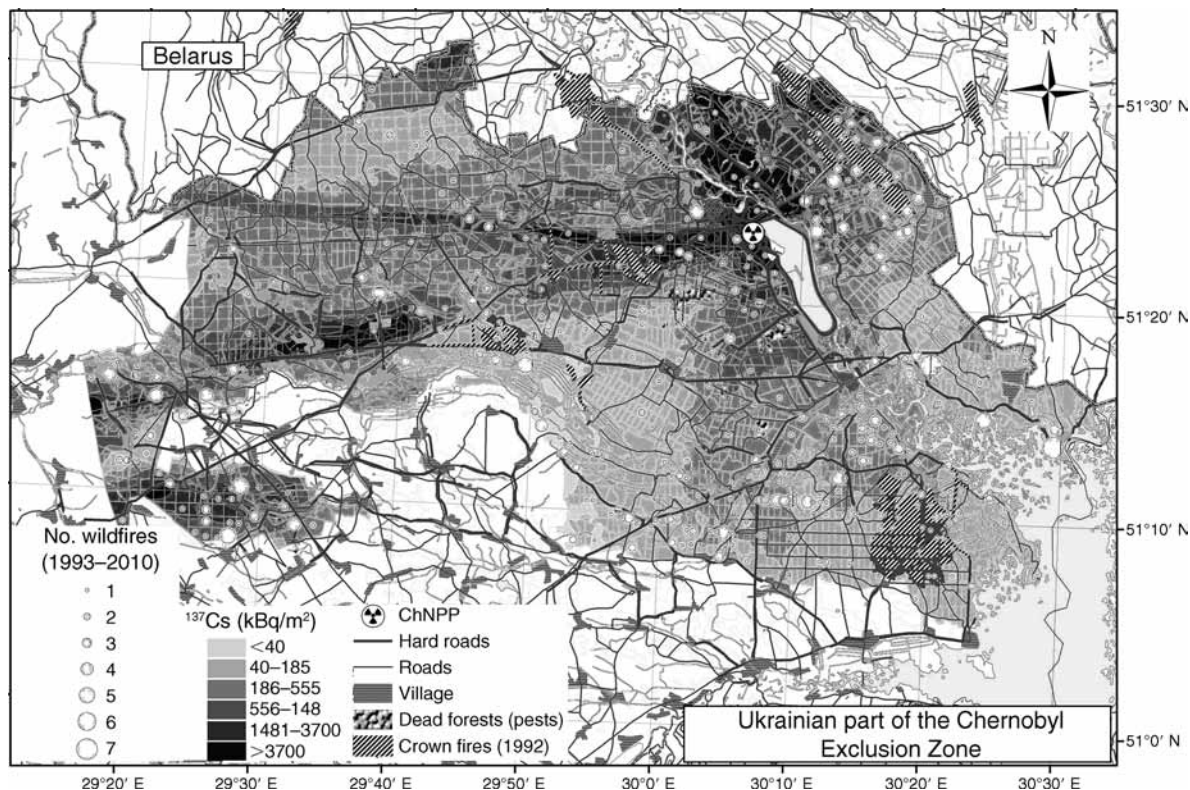 Belarus
N
51°30′ N
51°20′ N
51°10′ N
51°0′ N
No. wildfires
(1993–2010)
1
2
3
4
5
6
7
¹³⁷Cs (kBq/m²)
<40
40–185
186–555
556–148
1481–3700
>3700
ChNPP
Hard roads
Roads
Village
Dead forests (pests)
Crown fires (1992)
Ukrainian part of the Chernobyl
Exclusion Zone
29°20′ E
29°30′ E
29°40′ E
29°50′ E
30°0′ E
30°10′ E
30°20′ E
30°30′ E